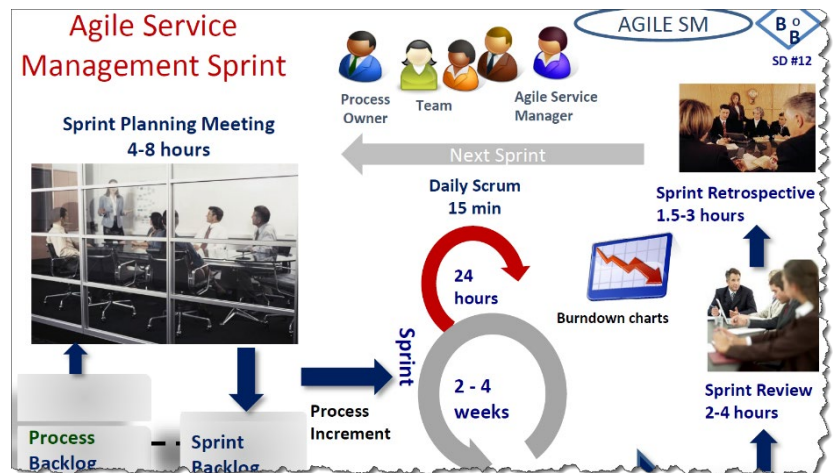 Agile Service
Management Sprint
AGILE SM
B O B
SD #12
Process
Owner
Team
Agile Service
Manager
Sprint Planning Meeting
4-8 hours
Next Sprint
Daily Scrum
15 min
Sprint Retrospective
1.5-3 hours
24
hours
Burndown charts
Sprint
2 - 4
weeks
Process
Increment
Sprint Review
2-4 hours
Process
Backlog
Sprint
Backlog